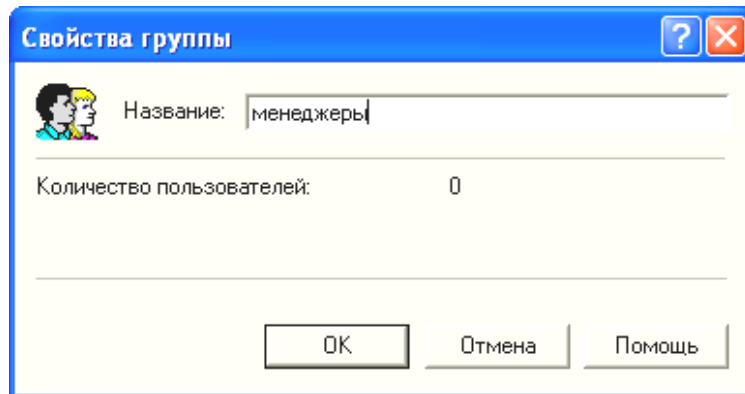 Свойства группы
Название: менеджеры
Количество пользователей: 0
OK Отмена Помощь